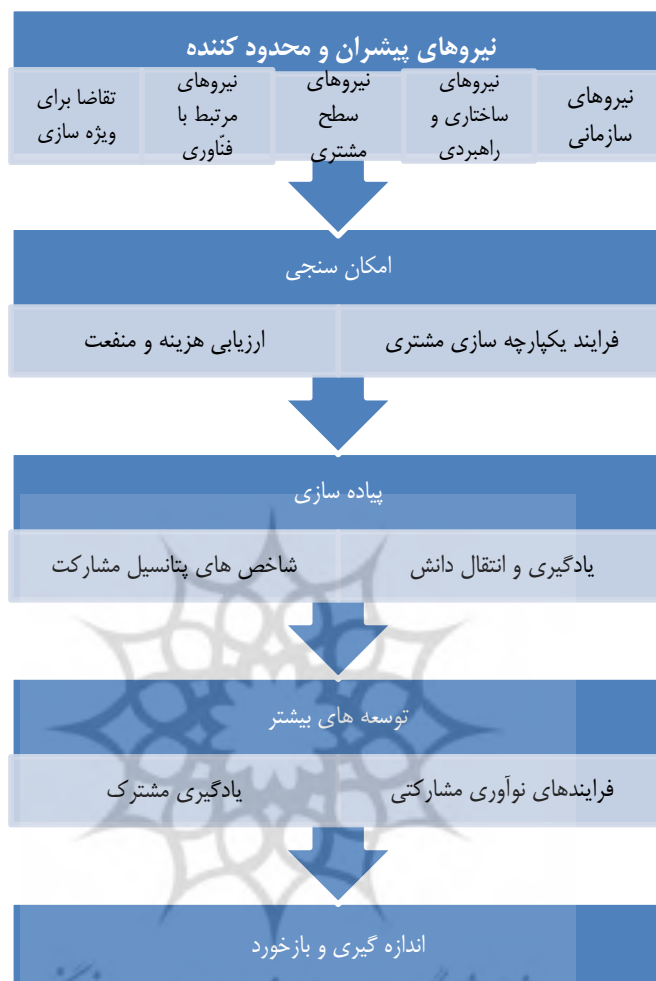 نیروهای پیشران و محدود کننده
نیروهای
سازمانی
نیروهای
ساختاری و
راهبردی
نیروهای
سطح
مشتری
نیروهای
مرتبط با
فنّاوری
تقاضا برای
ویژه سازی
امکان سنجی
فرایند یکپارچه سازی مشتری
ارزیابی هزینه و منفعت
پیاده سازی
یادگیری و انتقال دانش
شاخص های پتانسیل مشارکت
توسعه های بیشتر
فرایندهای نوآوری مشارکتی
یادگیری مشترک
اندازه گیری و بازخورد